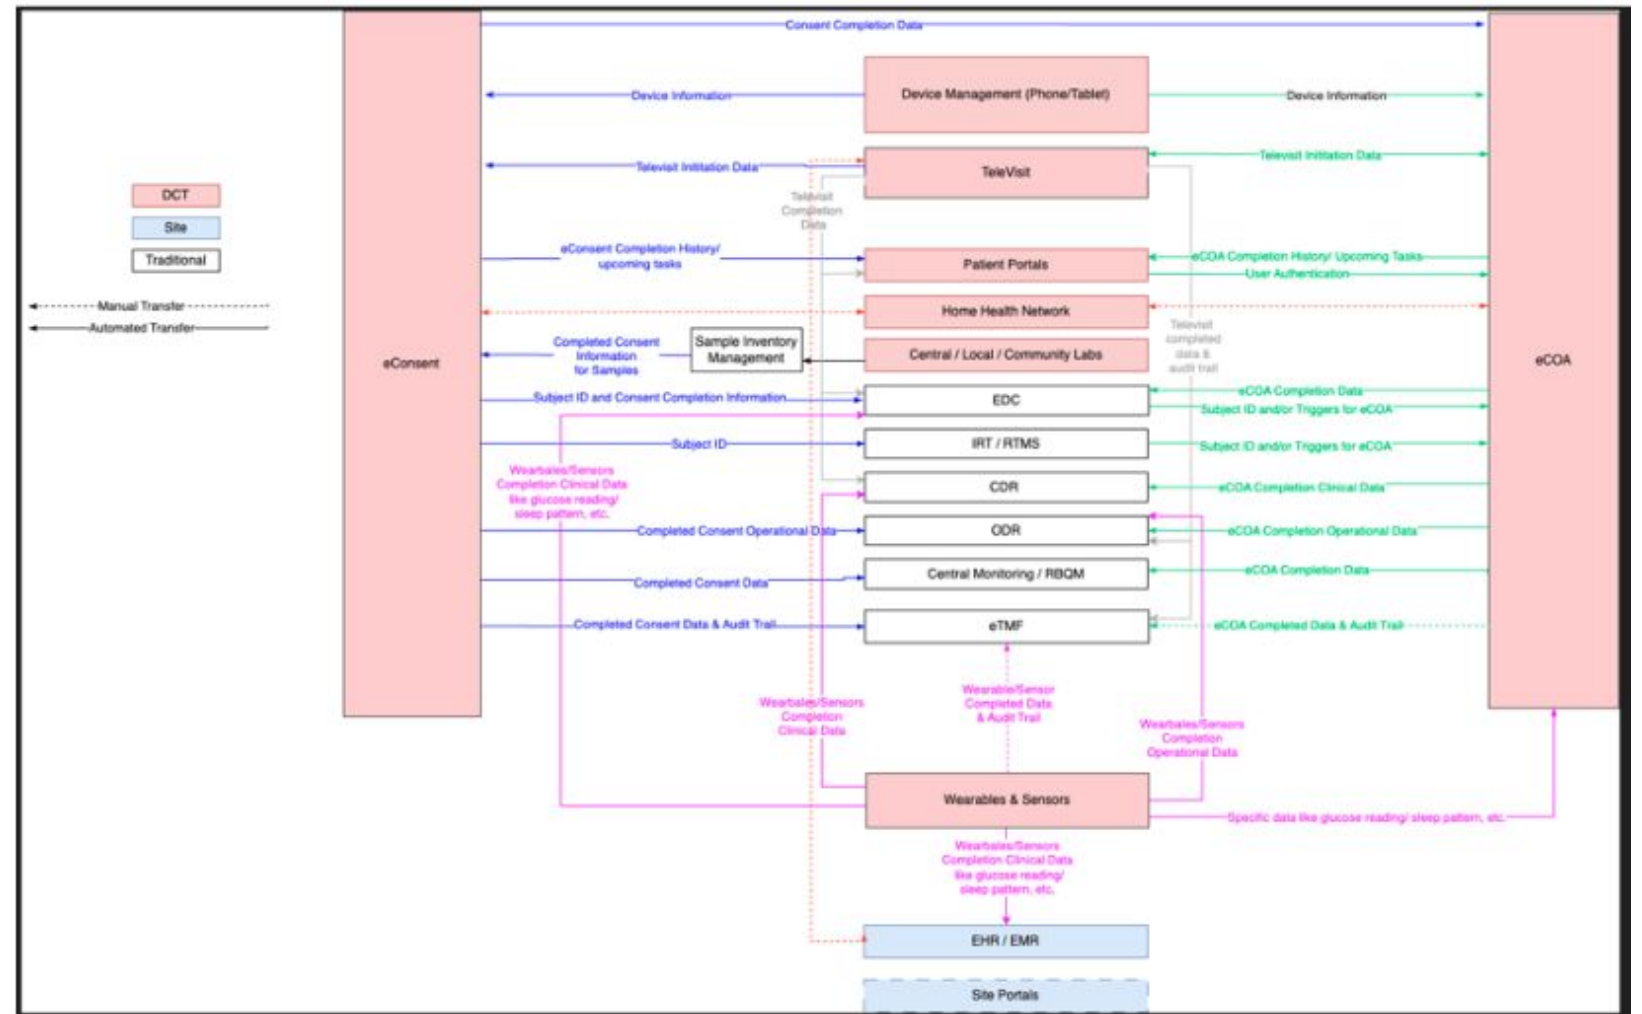 Consent Completion Data
Device Information
Device Management (Phone/Tablet)
Device Information
Televisit Inititation Data
TeleVisit
Televisit Inititation Data
DCT
Site
Traditional
Televisit
Completion
Data
eConsent Completion History/
upcoming tasks
Patient Portals
eCOA Completion History/ Upcoming Tasks
User Authentication
Manual Transfer
Automated Transfer
Home Health Network
Televisit
completed
data &
audit trail
eConsent
Completed Consent
Information
for Samples
Sample Inventory
Management
Central / Local / Community Labs
eCOA
Subject ID and Consent Completion Information
EDC
eCOA Completion Data
Subject ID and/or Triggers for eCOA
Subject ID
IRT / RTMS
Subject ID and/or Triggers for eCOA
Wearbales/Sensors
Completion Clinical Data
like glucose reading/
sleep pattern, etc.
CDR
eCOA Completion Clinical Data
Completed Consent Operational Data
ODR
eCOA Completion Operational Data
Completed Consent Data
Central Monitoring / RBQM
eCOA Completion Data
Completed Consent Data & Audit Trail
eTMF
eCOA Completed Data & Audit Trail
Wearbales/Sensors
Completion
Clinical Data
Wearable/Sensor
Completed Data
& Audit Trail
Wearbales/Sensors
Completion
Operational Data
Wearables & Sensors
Specific data like glucose reading/ sleep pattern, etc.
Wearbales/Sensors
Completion Clinical Data
like glucose reading/
sleep pattern, etc.
EHR / EMR
Site Portals